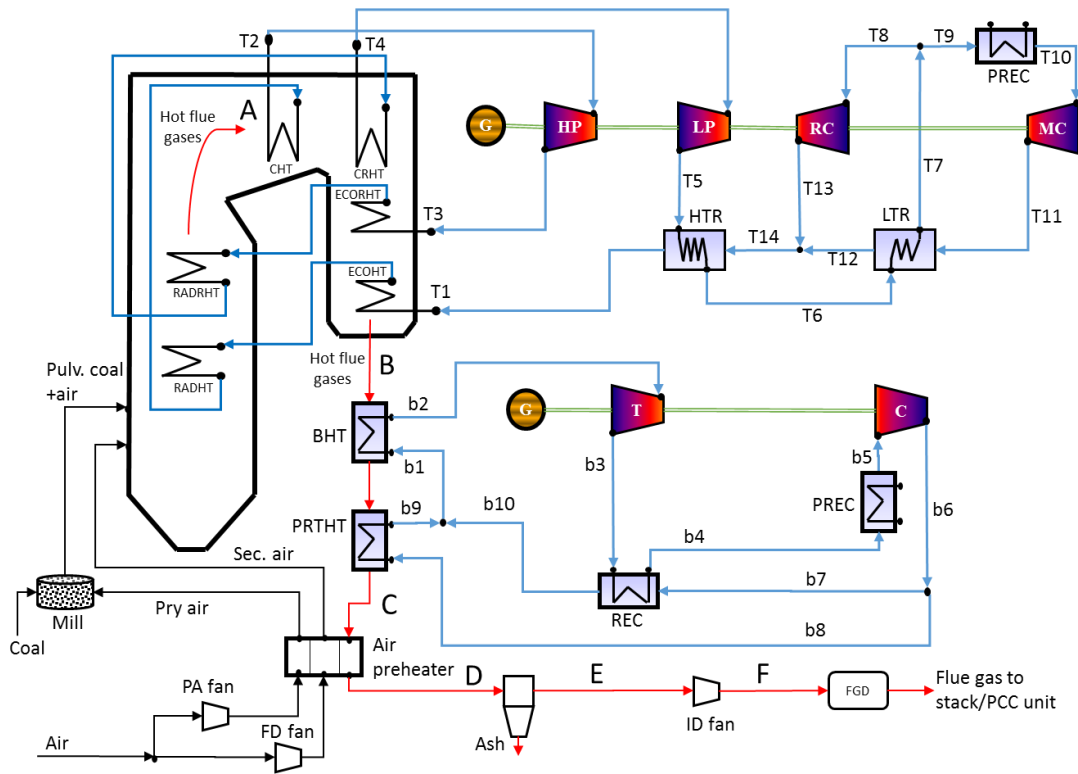 T2
T4
T8
T9
PREC
T10
A
Hot flue
gases
CHT
CRHT
G
HP
LP
RC
MC
T5
T13
T7
T11
ECORHT
T3
HTR
T14
LTR
T12
RADRHT
ECOHT
T1
T6
RADHT
B
Hot flue
gases
Pulv. coal
+air
b2
G
T
C
BHT
b1
b3
b5
PREC
b6
b9
b10
PRTHT
b4
Sec. air
b7
REC
Mill
Pry air
C
b8
Coal
Air
preheater
D
E
F
PA fan
FGD
Flue gas to
stack/PCC unit
ID fan
FD fan
Air
Ash